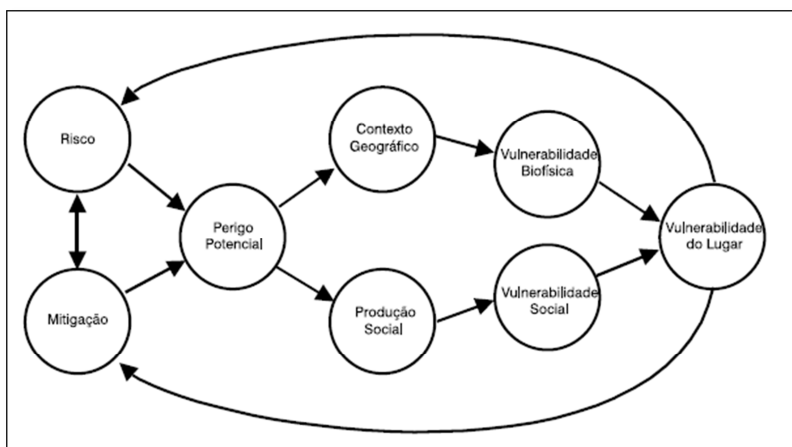 Risco
Mitigação
Perigo
Potencial
Contexto
Geográfico
Produção
Social
Vulnerabilidade
Biofísica
Vulnerabilidade
Social
Vulnerabilidade
do Lugar